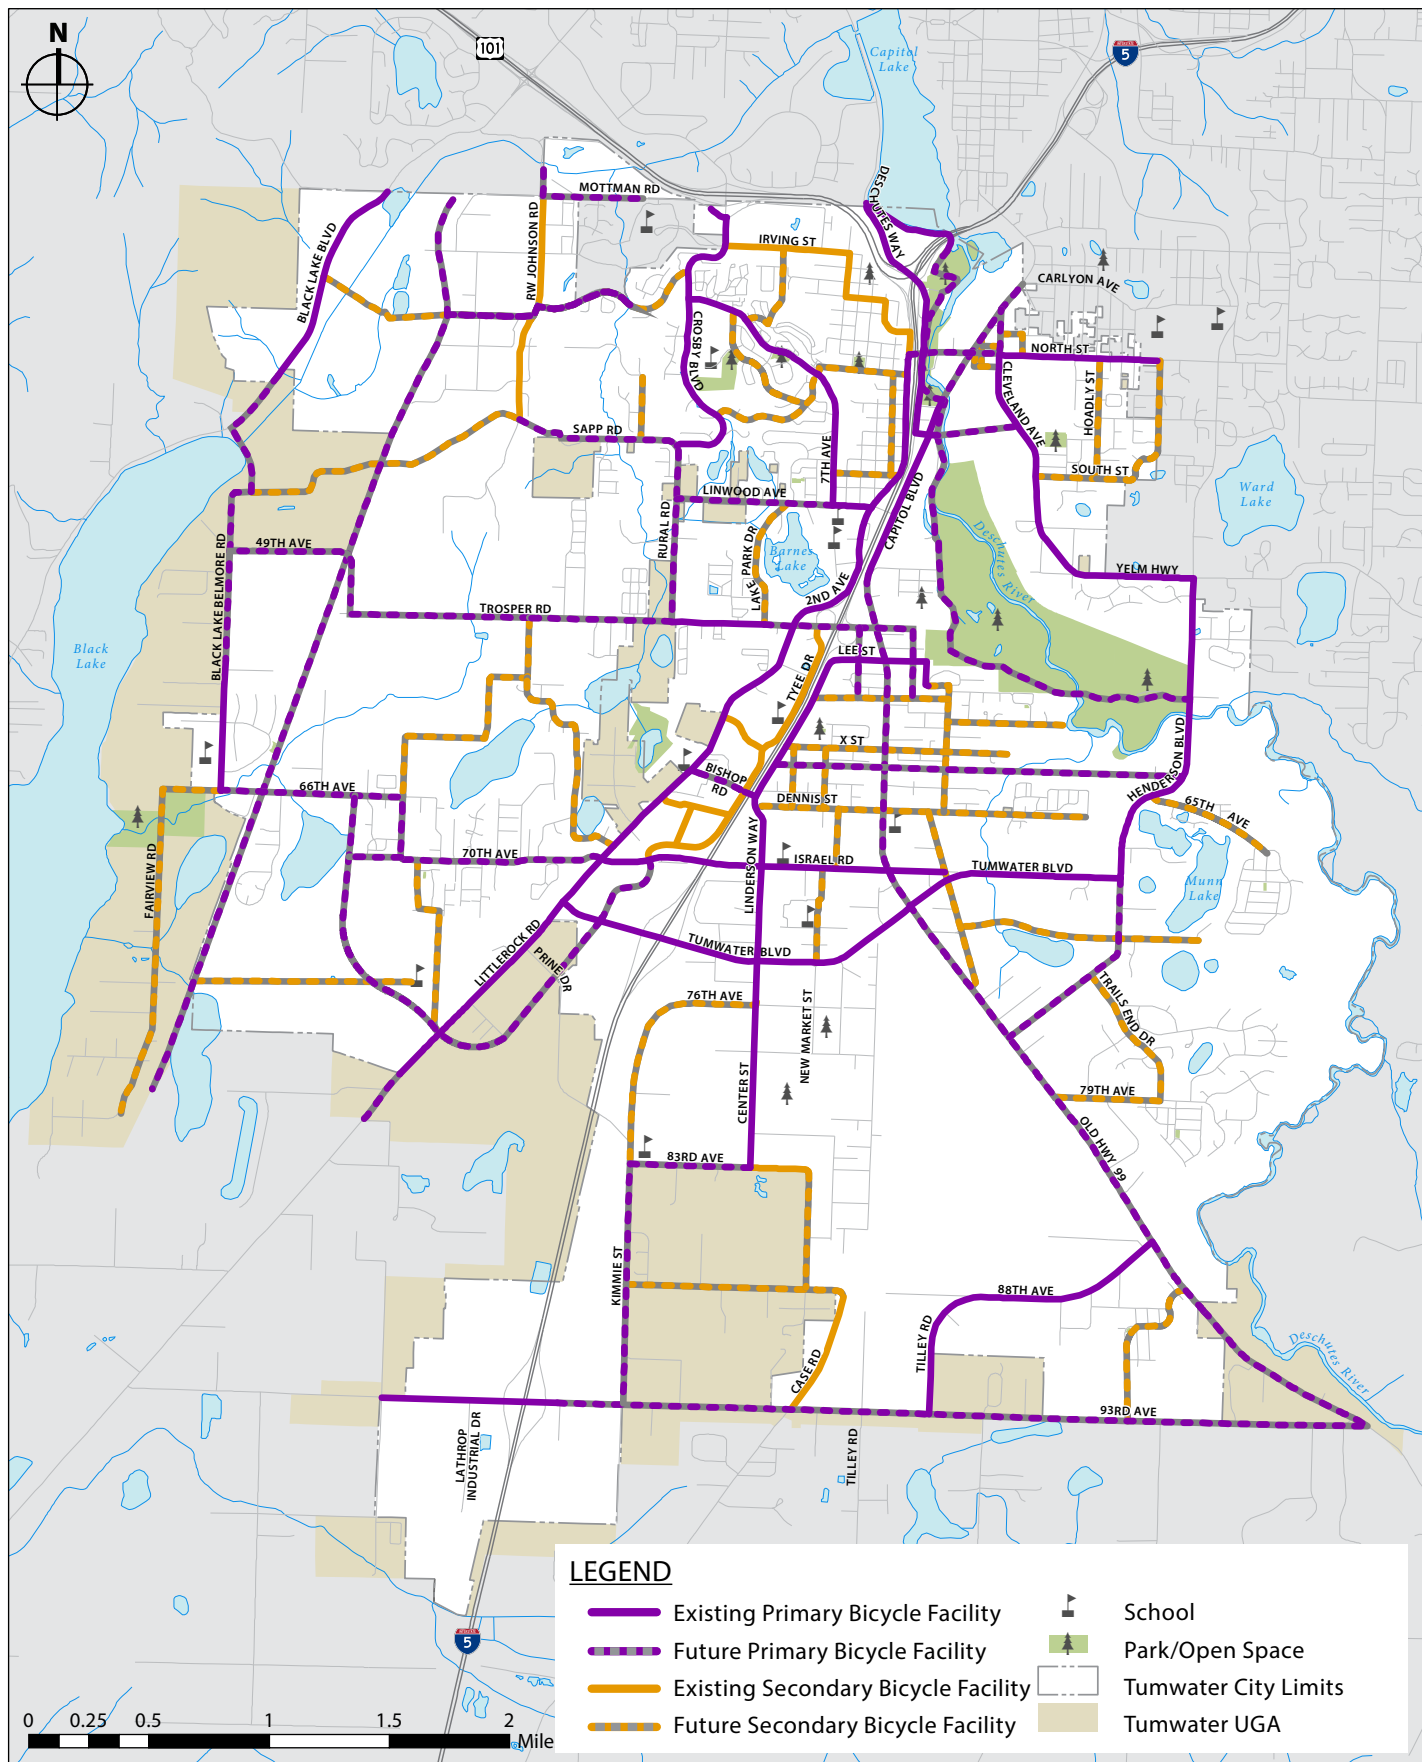 N
101
5
Capitol
Lake
DESCHUTES WAY
MOTTMAN RD
IRVING ST
RW JOHNSON RD
BLACK LAKE BLVD
CARLYON AVE
CROSBY BLVD
NORTH ST
CLEVELAND AVE
HOADLY ST
SAPP RD
7TH AVE
SOUTH ST
LINWOOD AVE
CAPITOL BLVD
Ward
Lake
RURAL RD
LAKE PARK DR
Barnes
Lake
Deschutes River
49TH AVE
BLACK LAKE BELMORE RD
2ND AVE
YELM HWY
TROSPER RD
Black
Lake
LEE ST
TYEE DR
X ST
BISHOP
RD
HENDERSON BLVD
66TH AVE
DENNIS ST
65TH AVE
LINDERSON WAY
70TH AVE
ISRAEL RD
TUMWATER BLVD
FAIRVIEW RD
Munn
Lake
LITTLEROCK RD
PRINE DR
TUMWATER BLVD
76TH AVE
NEW MARKET ST
TRAILS END DR
CENTER ST
79TH AVE
OLD HWY 99
83RD AVE
KIMMIE ST
88TH AVE
TILLEY RD
CASE RD
Deschutes River
93RD AVE
LATHROP
INDUSTRIAL DR
TILLEY RD
5
LEGEND
Existing Primary Bicycle Facility
Future Primary Bicycle Facility
Existing Secondary Bicycle Facility
Future Secondary Bicycle Facility
School
Park/Open Space
Tumwater City Limits
Tumwater UGA
0 0.25 0.5 1 1.5 2
Mile